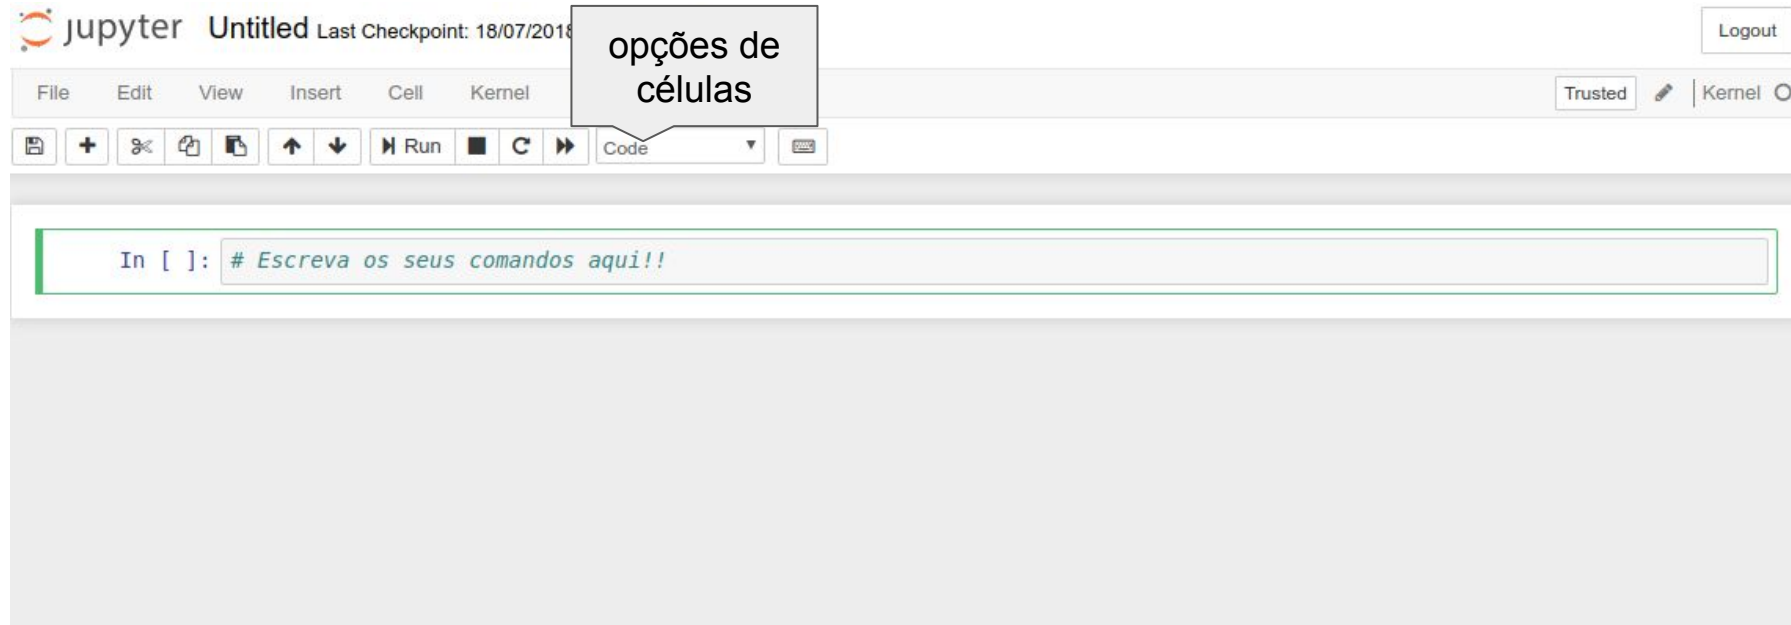 jupyter Untitled Last Checkpoint: 18/07/2018
opções de
células
Logout
File Edit View Insert Cell Kernel
Trusted Kernel
Run Code
In [ ]: # Escreva os seus comandos aqui!!